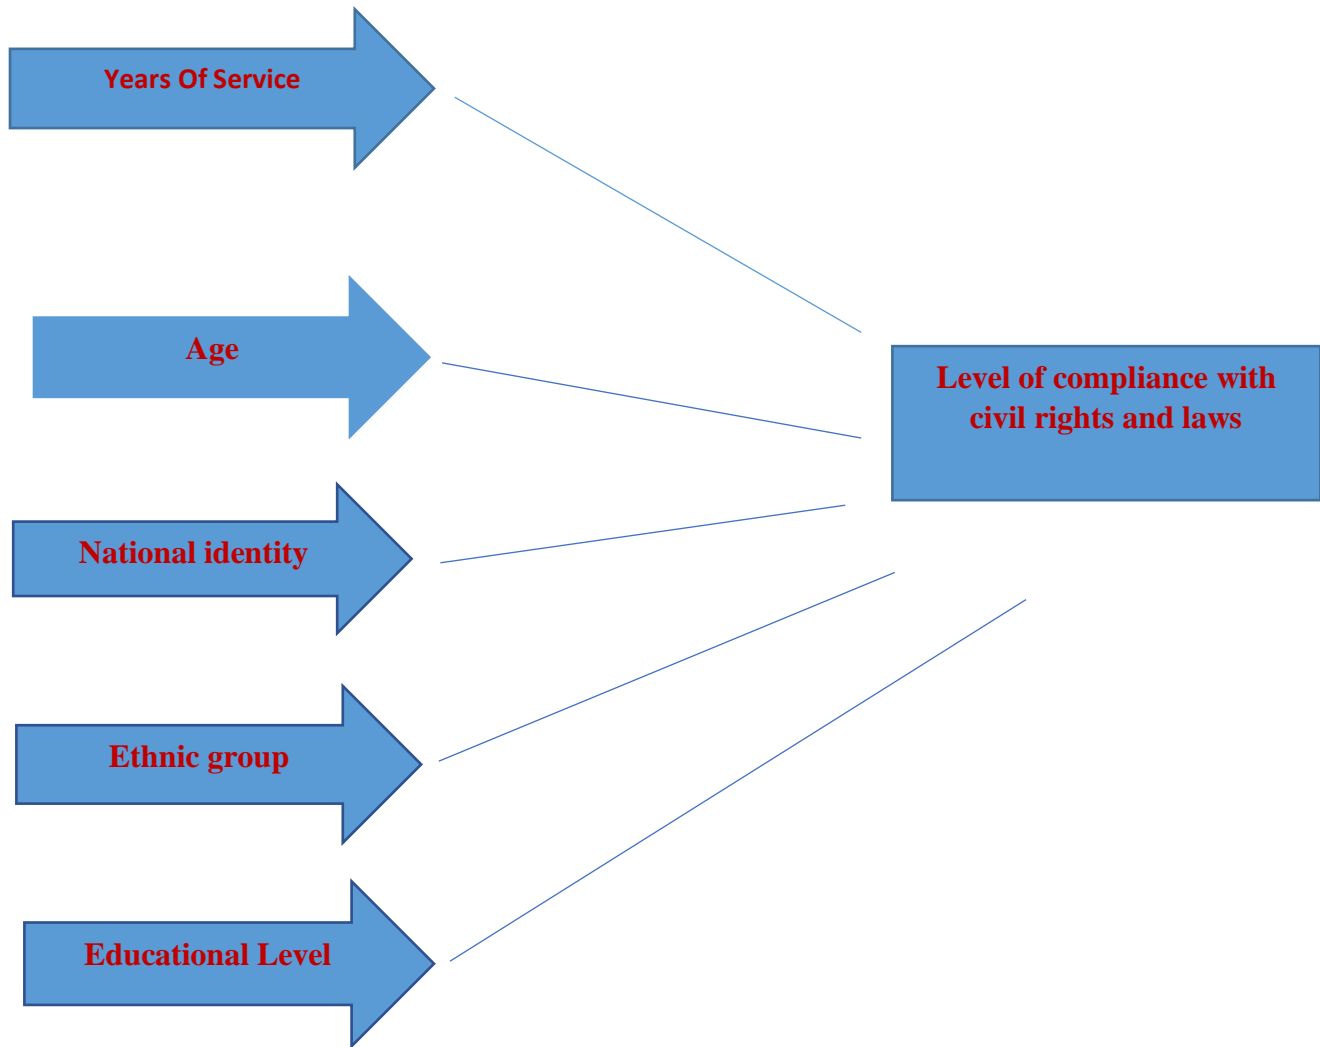 Years Of Service
Age
Level of compliance with
civil rights and laws
National identity
Ethnic group
Educational Level